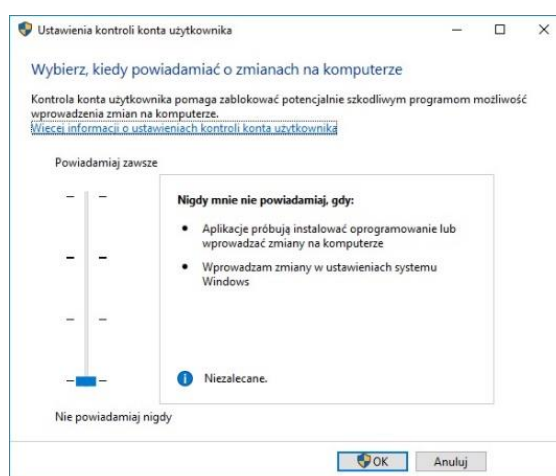 Ustawienia kontroli konta użytkownika
Wybierz, kiedy powiadamiać o zmianach na komputerze
Kontrola konta użytkownika pomaga zablokować potencjalnie szkodliwym programom możliwość
wprowadzenia zmian na komputerze.
Więcej informacji o ustawieniach kontroli konta użytkownika
Powiadamiaj zawsze
Nigdy mnie nie powiadamiaj, gdy:
• Aplikacje próbują instalować oprogramowanie lub
wprowadzać zmiany na komputerze
• Wprowadzam zmiany w ustawieniach systemu
Windows
Niezalecane.
Nie powiadamiaj nigdy
OK Anuluj